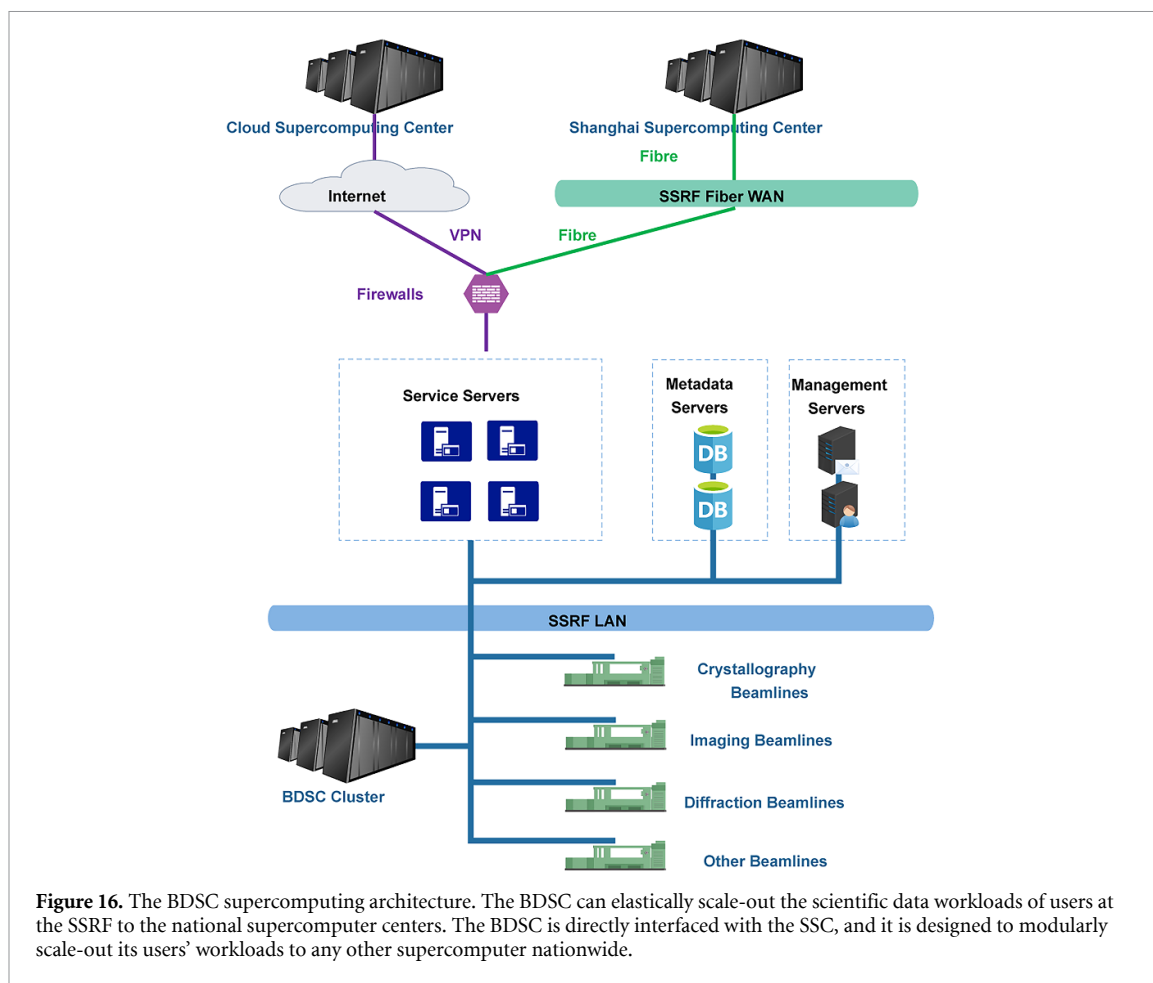 Cloud Supercomputing Center
Shanghai Supercomputing Center
Fibre
Internet
SSRF Fiber WAN
VPN
Fibre
Firewalls
Service Servers
Metadata
Servers
Management
Servers
DB
DB
SSRF LAN
Crystallography
Beamlines
Imaging Beamlines
BDSC Cluster
Diffraction Beamlines
Other Beamlines
Figure 16. The BDSC supercomputing architecture. The BDSC can elastically scale-out the scientific data workloads of users at
the SSRF to the national supercomputer centers. The BDSC is directly interfaced with the SSC, and it is designed to modularly
scale-out its users’ workloads to any other supercomputer nationwide.